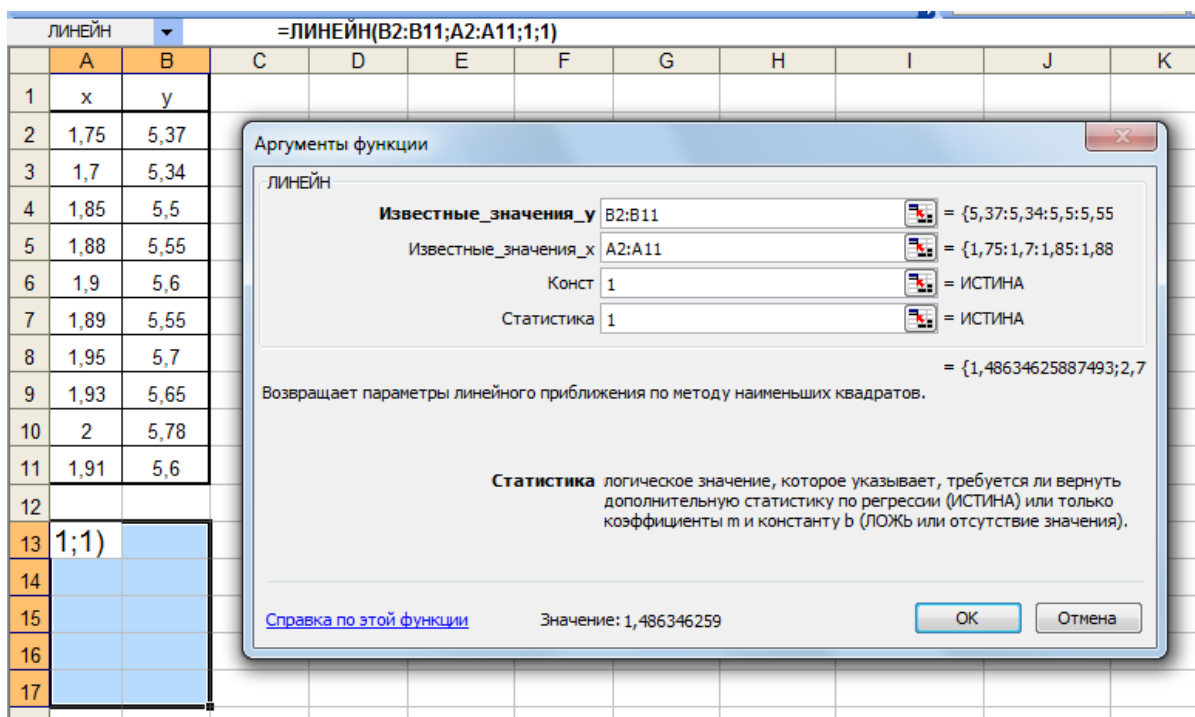 ЛИНЕЙН =ЛИНЕЙН(B2:B11;A2:A11;1;1)
A B C D E F G H I J K
1 x y
2 1,75 5,37
3 1,7 5,34
4 1,85 5,5
5 1,88 5,55
6 1,9 5,6
7 1,89 5,55
8 1,95 5,7
9 1,93 5,65
10 2 5,78
11 1,91 5,6
12
13 1;1)
14
15
16
17
Аргументы функции
ЛИНЕЙН
Известные_значения_y B2:B11 = {5,37:5,34:5,5:5,55
Известные_значения_x A2:A11 = {1,75:1,7:1,85:1,88
Конст 1 = ИСТИНА
Статистика 1 = ИСТИНА
= {1,48634625887493;2,7
Возвращает параметры линейного приближения по методу наименьших квадратов.
Статистика логическое значение, которое указывает, требуется ли вернуть
дополнительную статистику по регрессии (ИСТИНА) или только
коэффициенты m и константу b (ЛОЖЬ или отсутствие значения).
Справка по этой функции Значение: 1,486346259 ОК Отмена